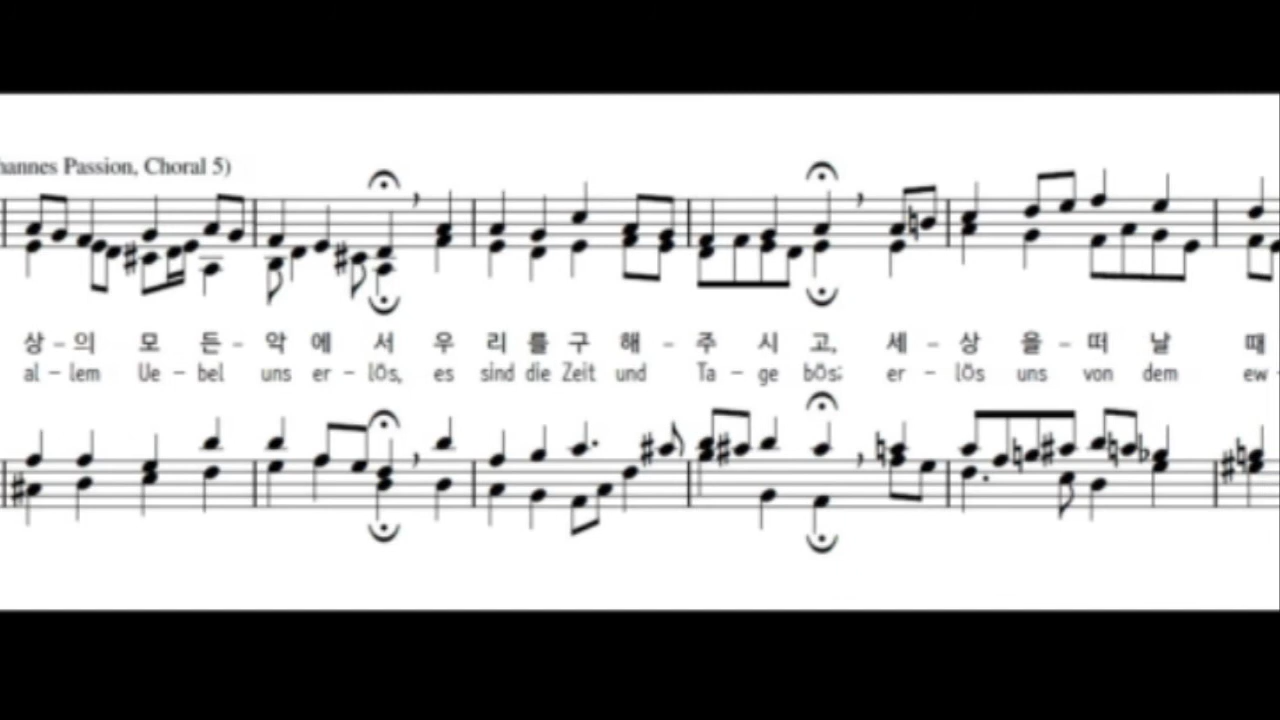 hannes Passion, Choral 5)
상 - 의 모 든 - 악 에 서 우 리 를 구 해 - 주 시 고, 세 - 상 을 - 떠 날 때
al - lem Ue - bel uns er - lös, es sind die Zeit und Ta - ge bös; er - lös uns von dem ew -